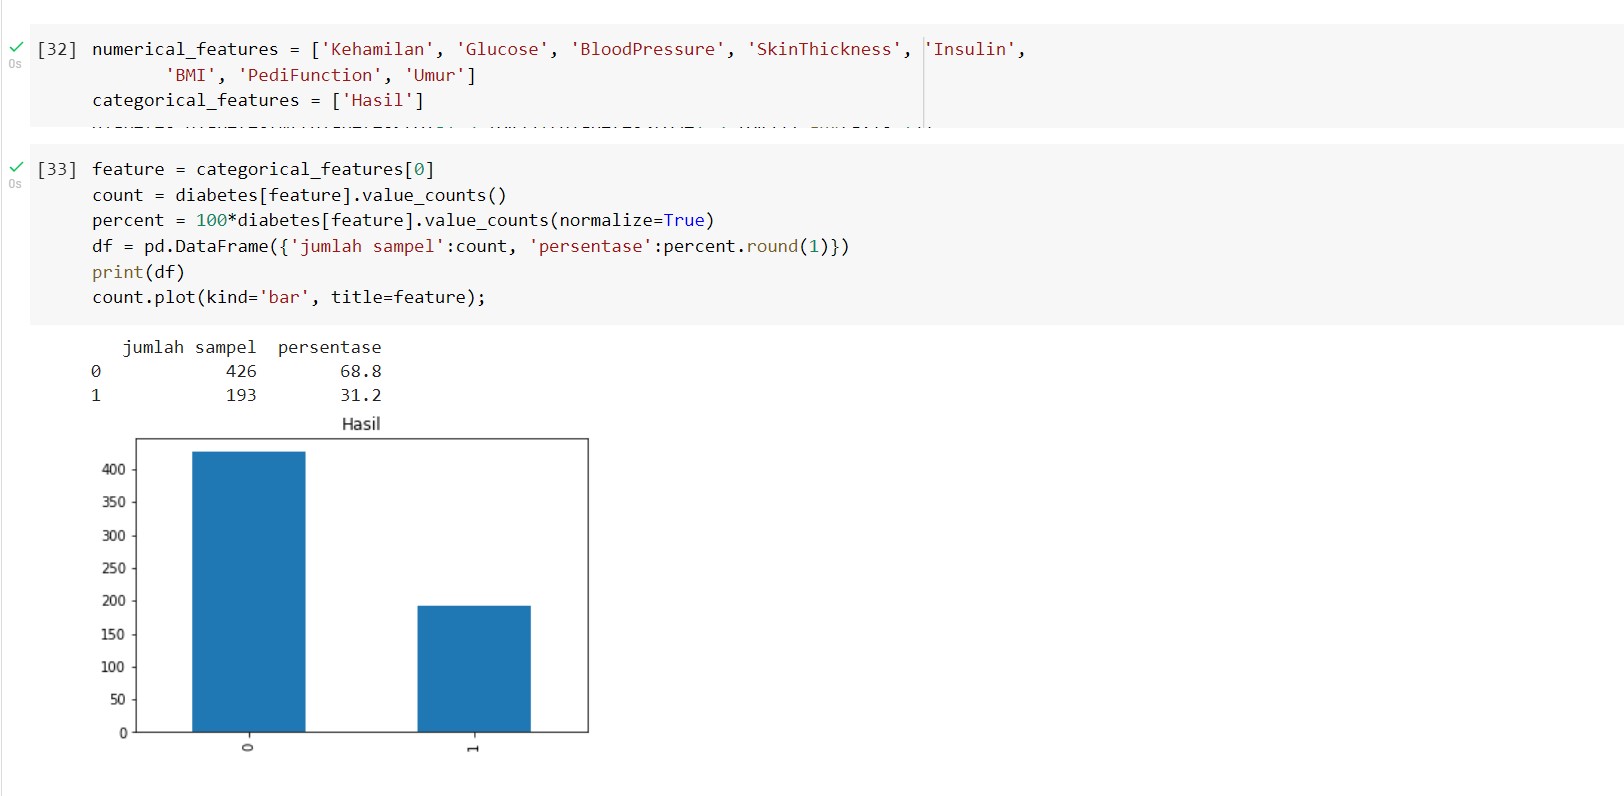 [32] numerical_features = ['Kehamilan', 'Glucose', 'BloodPressure', 'SkinThickness', 'Insulin',
'BMI', 'PediFunction', 'Umur']
categorical_features = ['Hasil']
0s
[33] feature = categorical_features[0]
0s
count = diabetes[feature].value_counts()
percent = 100*diabetes[feature].value_counts(normalize=True)
df = pd.DataFrame({'jumlah sampel':count, 'persentase':percent.round(1)})
print(df)
count.plot(kind='bar', title=feature);
jumlah sampel persentase
0 426 68.8
1 193 31.2
Hasil
400
350
300
250
200
150
100
50
0
0 1